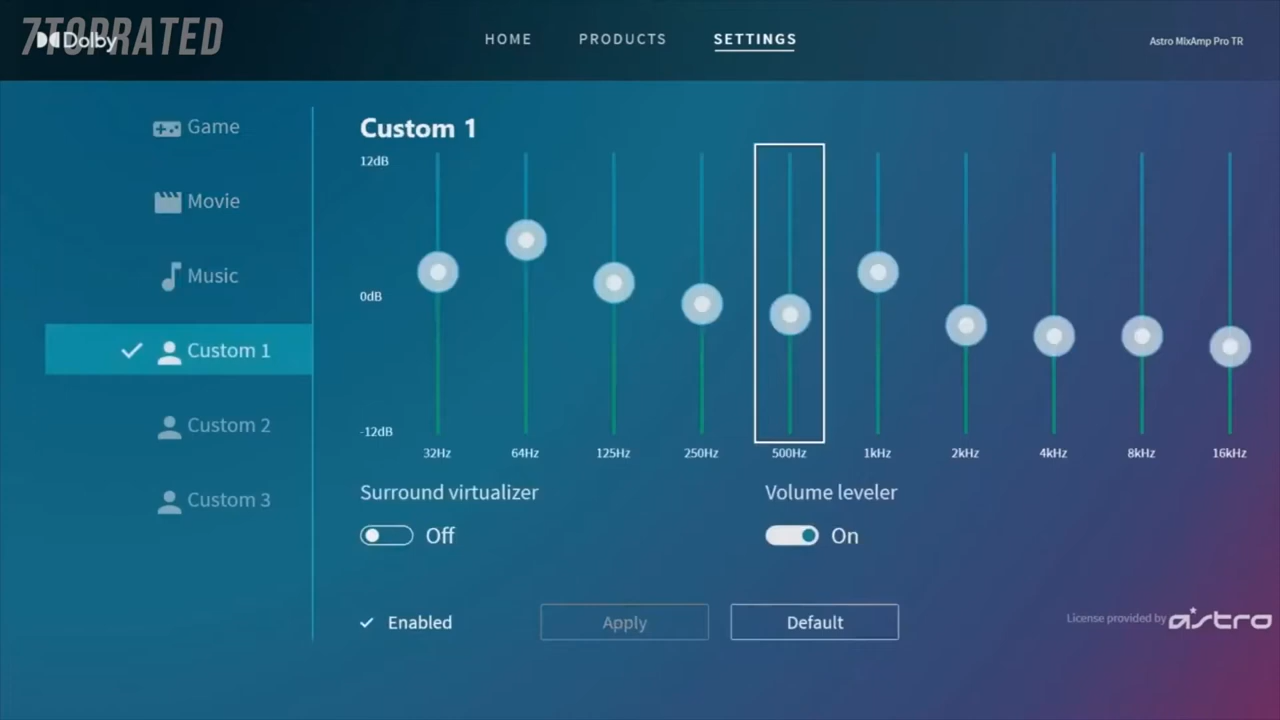 7TOPRATED
Dolby
HOME PRODUCTS SETTINGS
Astro MixAmp Pro TR
Game
Movie
Music
Custom 1
Custom 2
Custom 3
Custom 1
12dB
0dB
-12dB
32Hz 64Hz 125Hz 250Hz 500Hz 1kHz 2kHz 4kHz 8kHz 16kHz
Surround virtualizer
Off
Volume leveler
On
Enabled
Apply
Default
License provided by astro